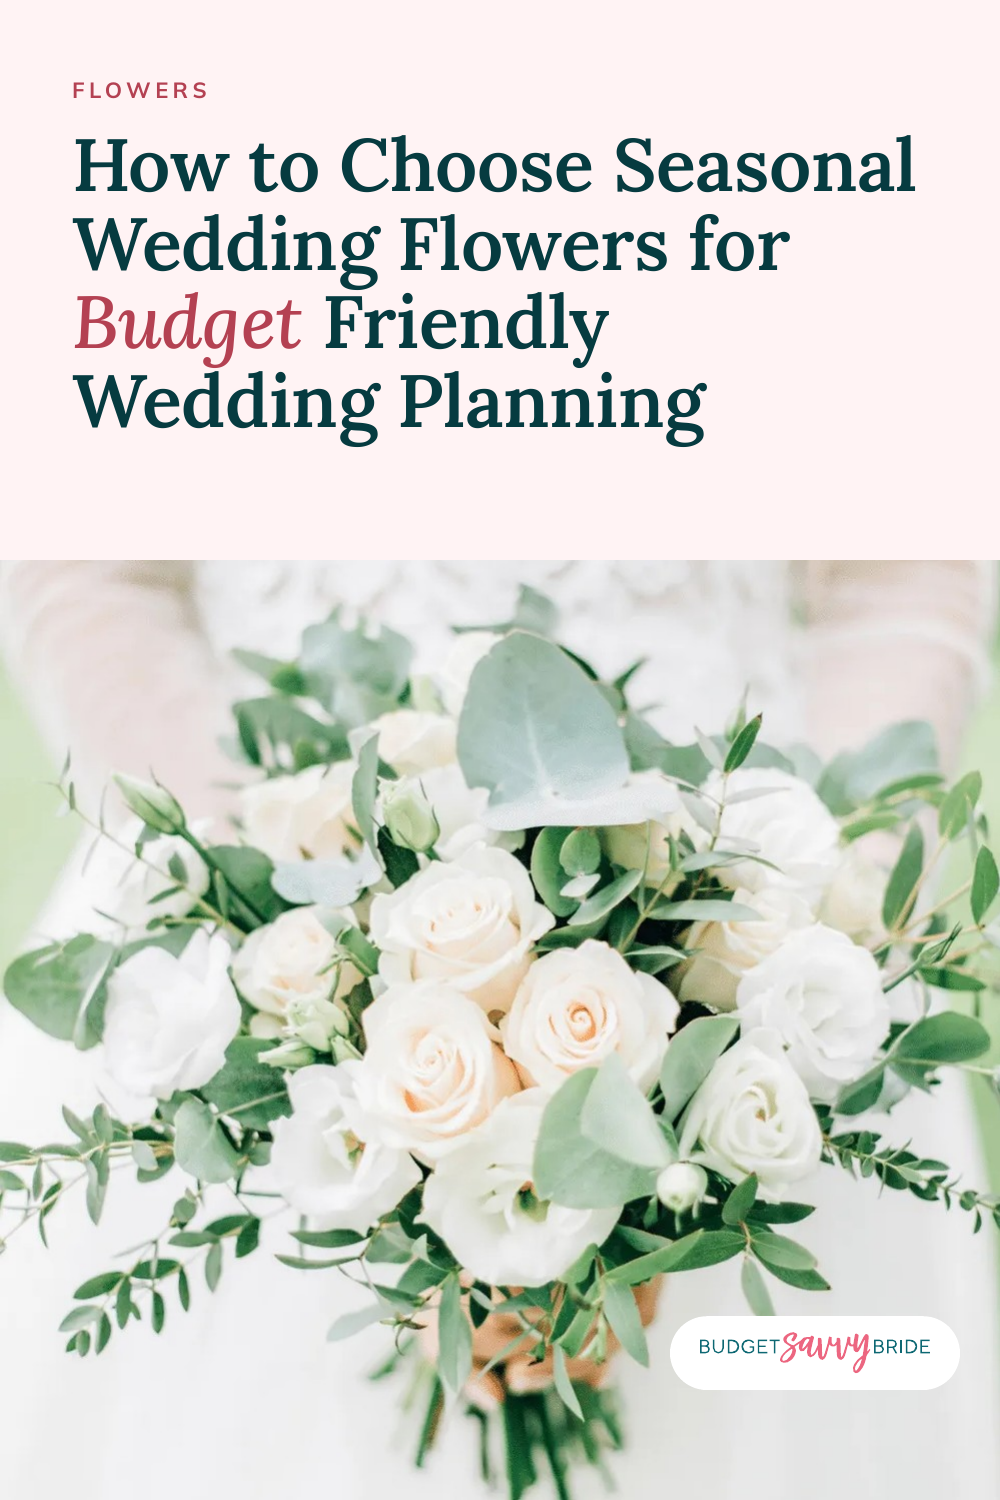 FLOWERS
How to Choose Seasonal
Wedding Flowers for
Budget Friendly
Wedding Planning
BUDGET savvy BRIDE